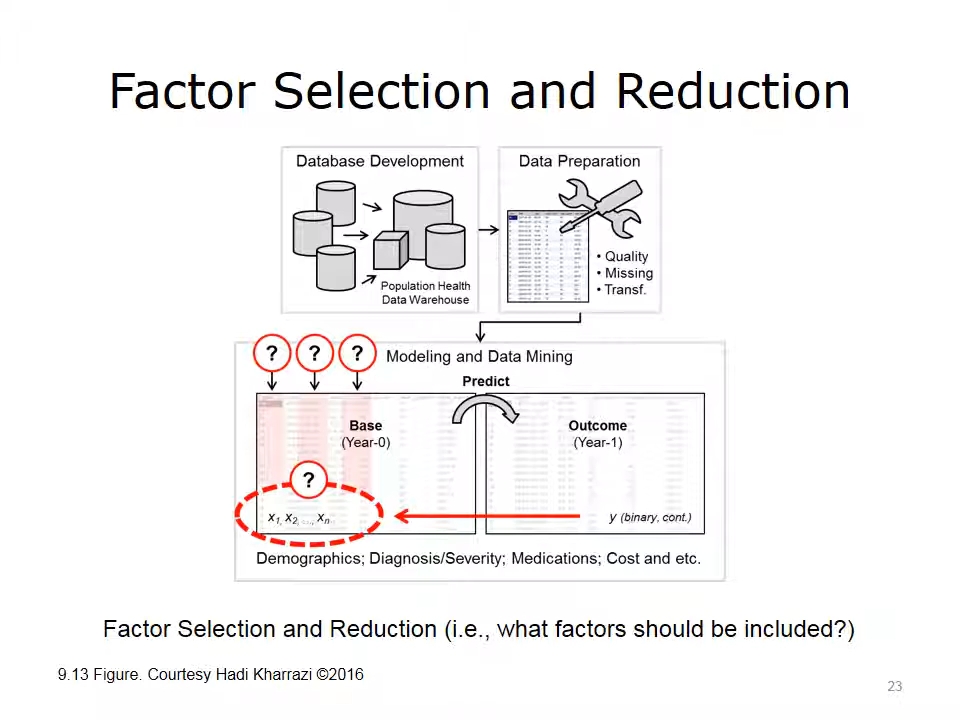 Factor Selection and Reduction
Database Development
Population Health
Data Warehouse
Data Preparation
• Quality
• Missing
• Transf.
? ? ?
Modeling and Data Mining
Predict
Base
(Year-0)
Outcome
(Year-1)
?
x1, x2, ..., xn
y (binary, cont.)
Demographics; Diagnosis/Severity; Medications; Cost and etc.
Factor Selection and Reduction (i.e., what factors should be included?)
9.13 Figure. Courtesy Hadi Kharrazi ©2016
23